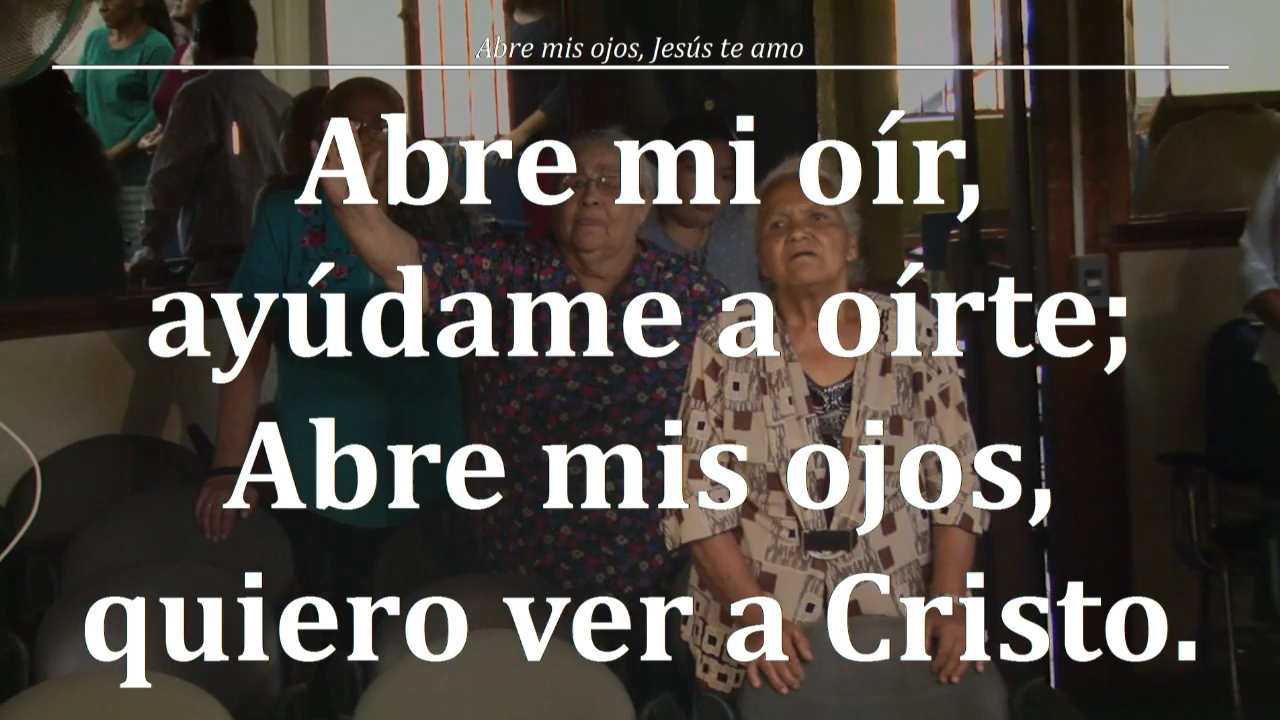 Abre mis ojos, Jesús te amo
Abre mi oír,
ayúdame a oírte;
Abre mis ojos,
quiero ver a Cristo.